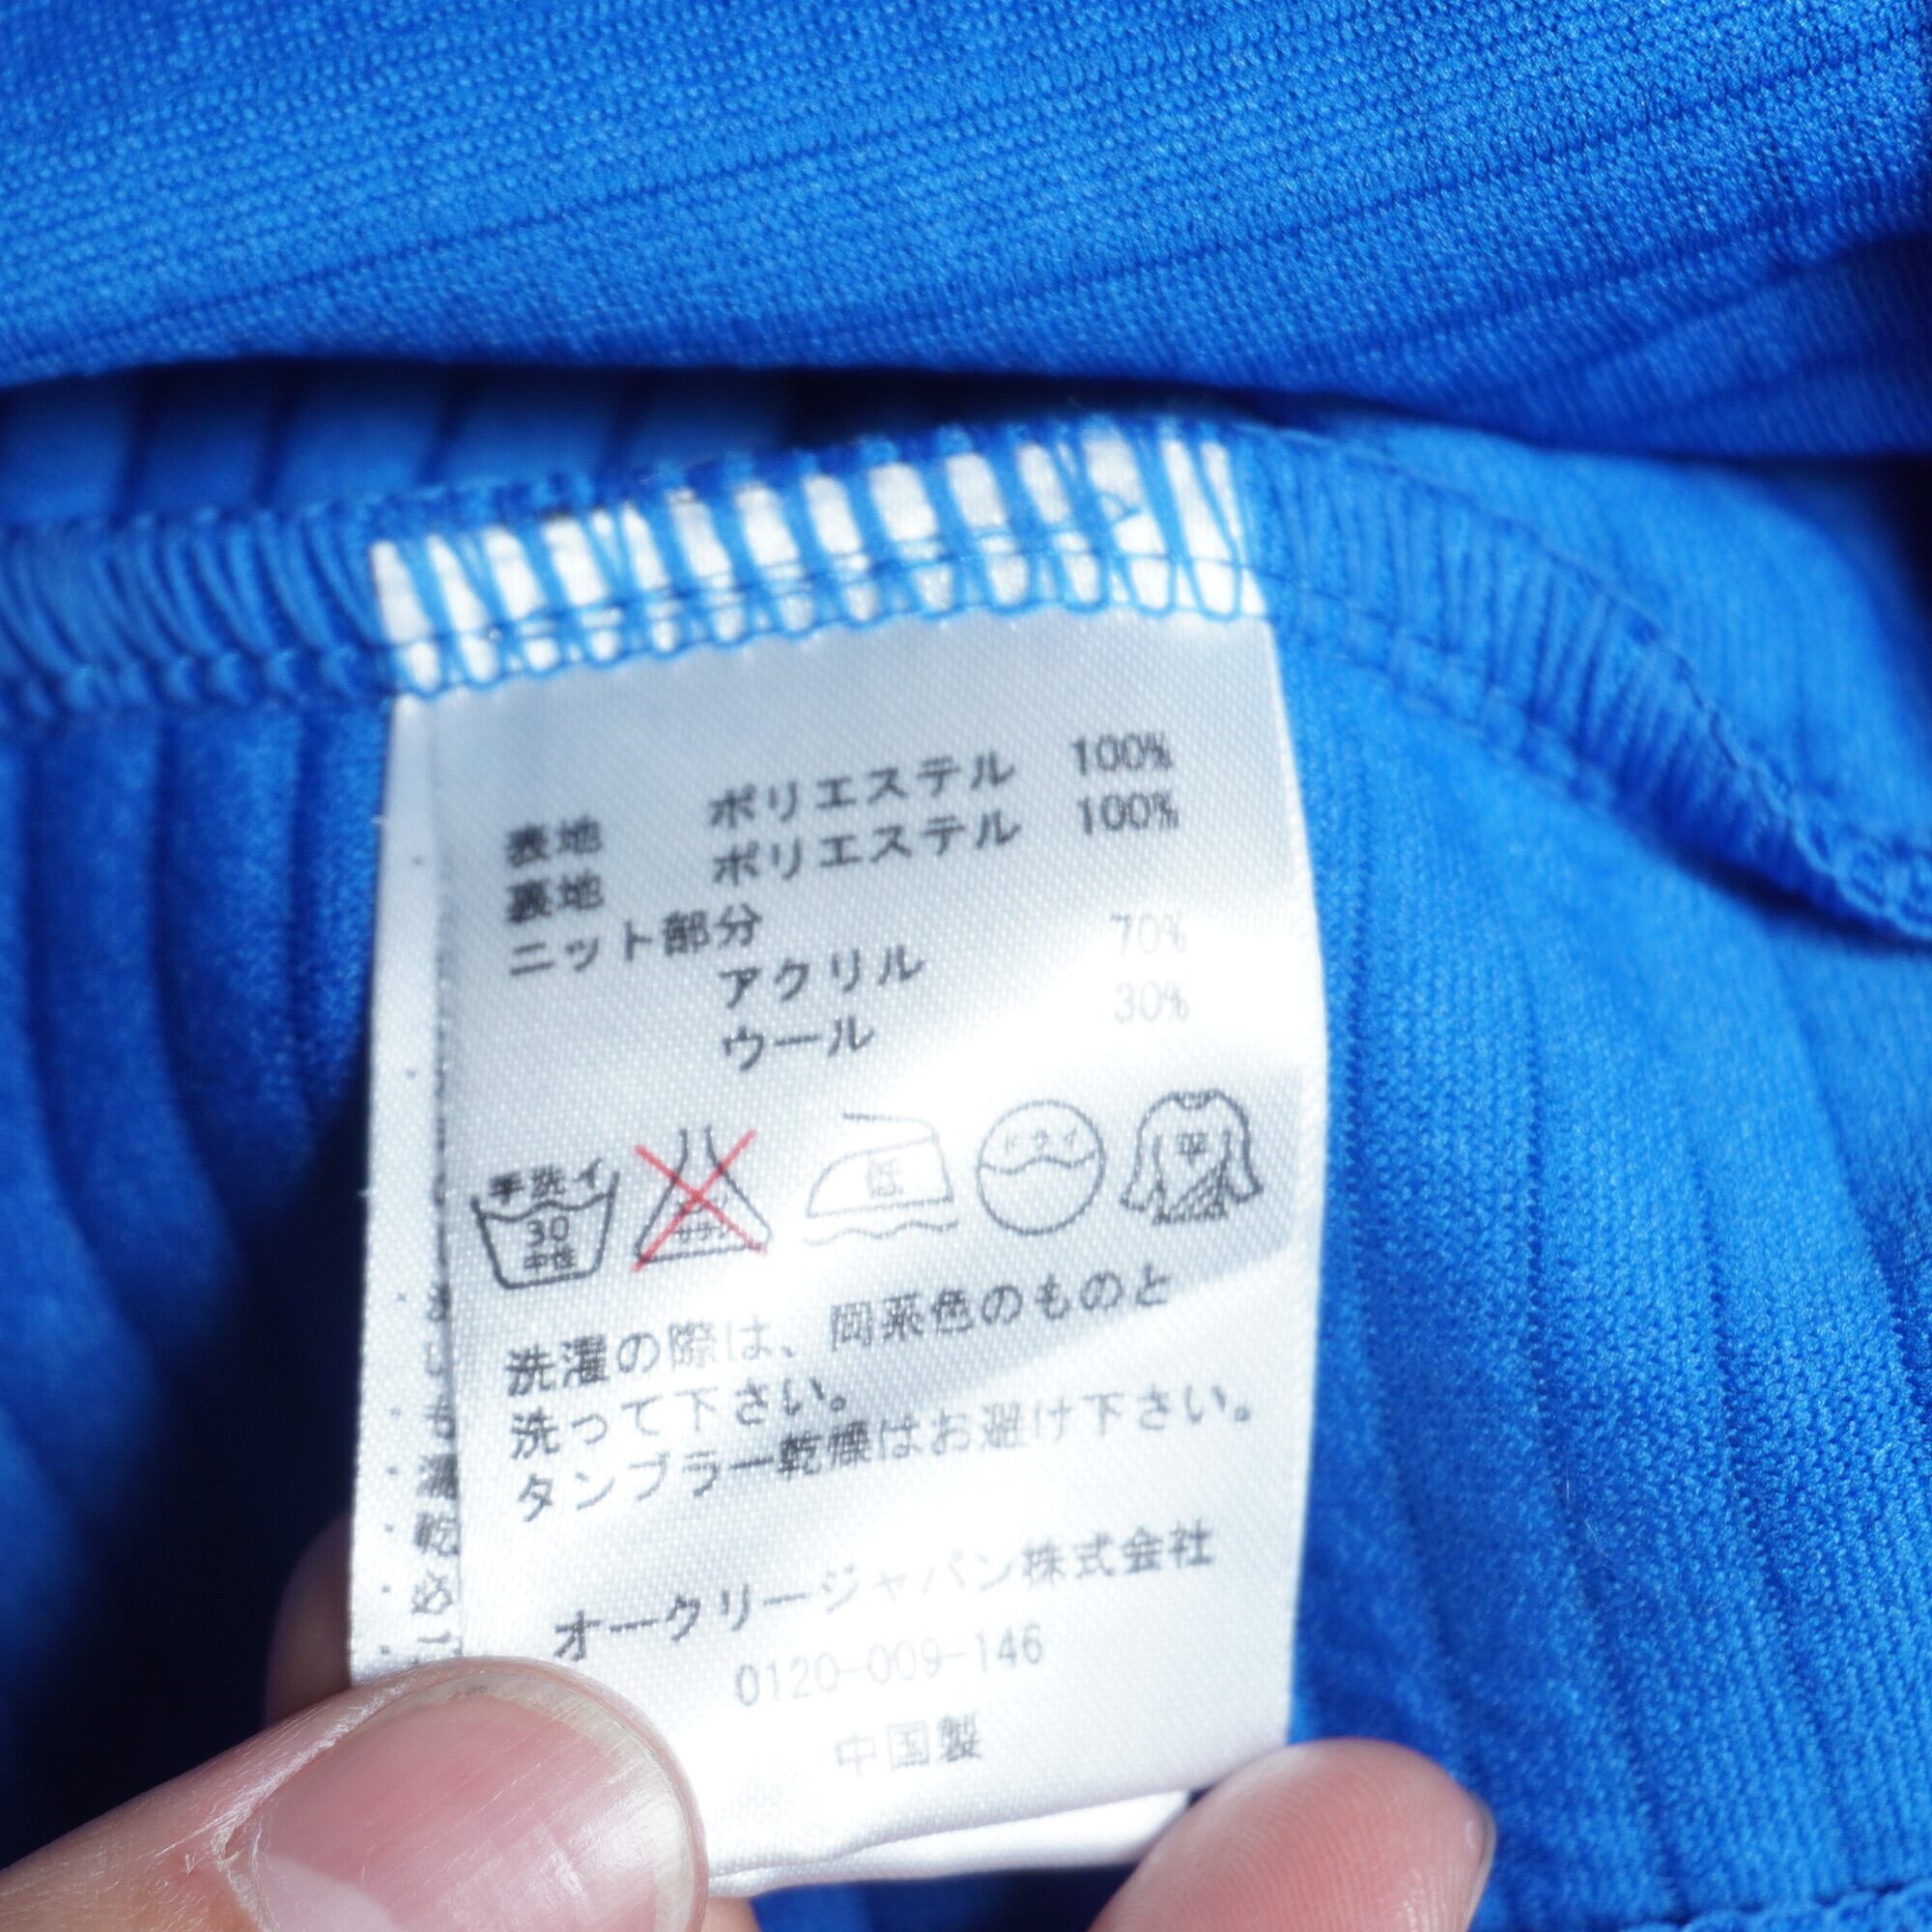 表地 ポリエステル 100%
裏地 ポリエステル 100%
ニット部分
アクリル 70%
ウール 30%
手洗イ
30
中性
低
ドライ
平
洗濯の際は、同系色のものと
洗って下さい。
タンブラー乾燥はお避け下さい。
オークリージャパン株式会社
0120-009-146
中国製
も
濯
乾
必